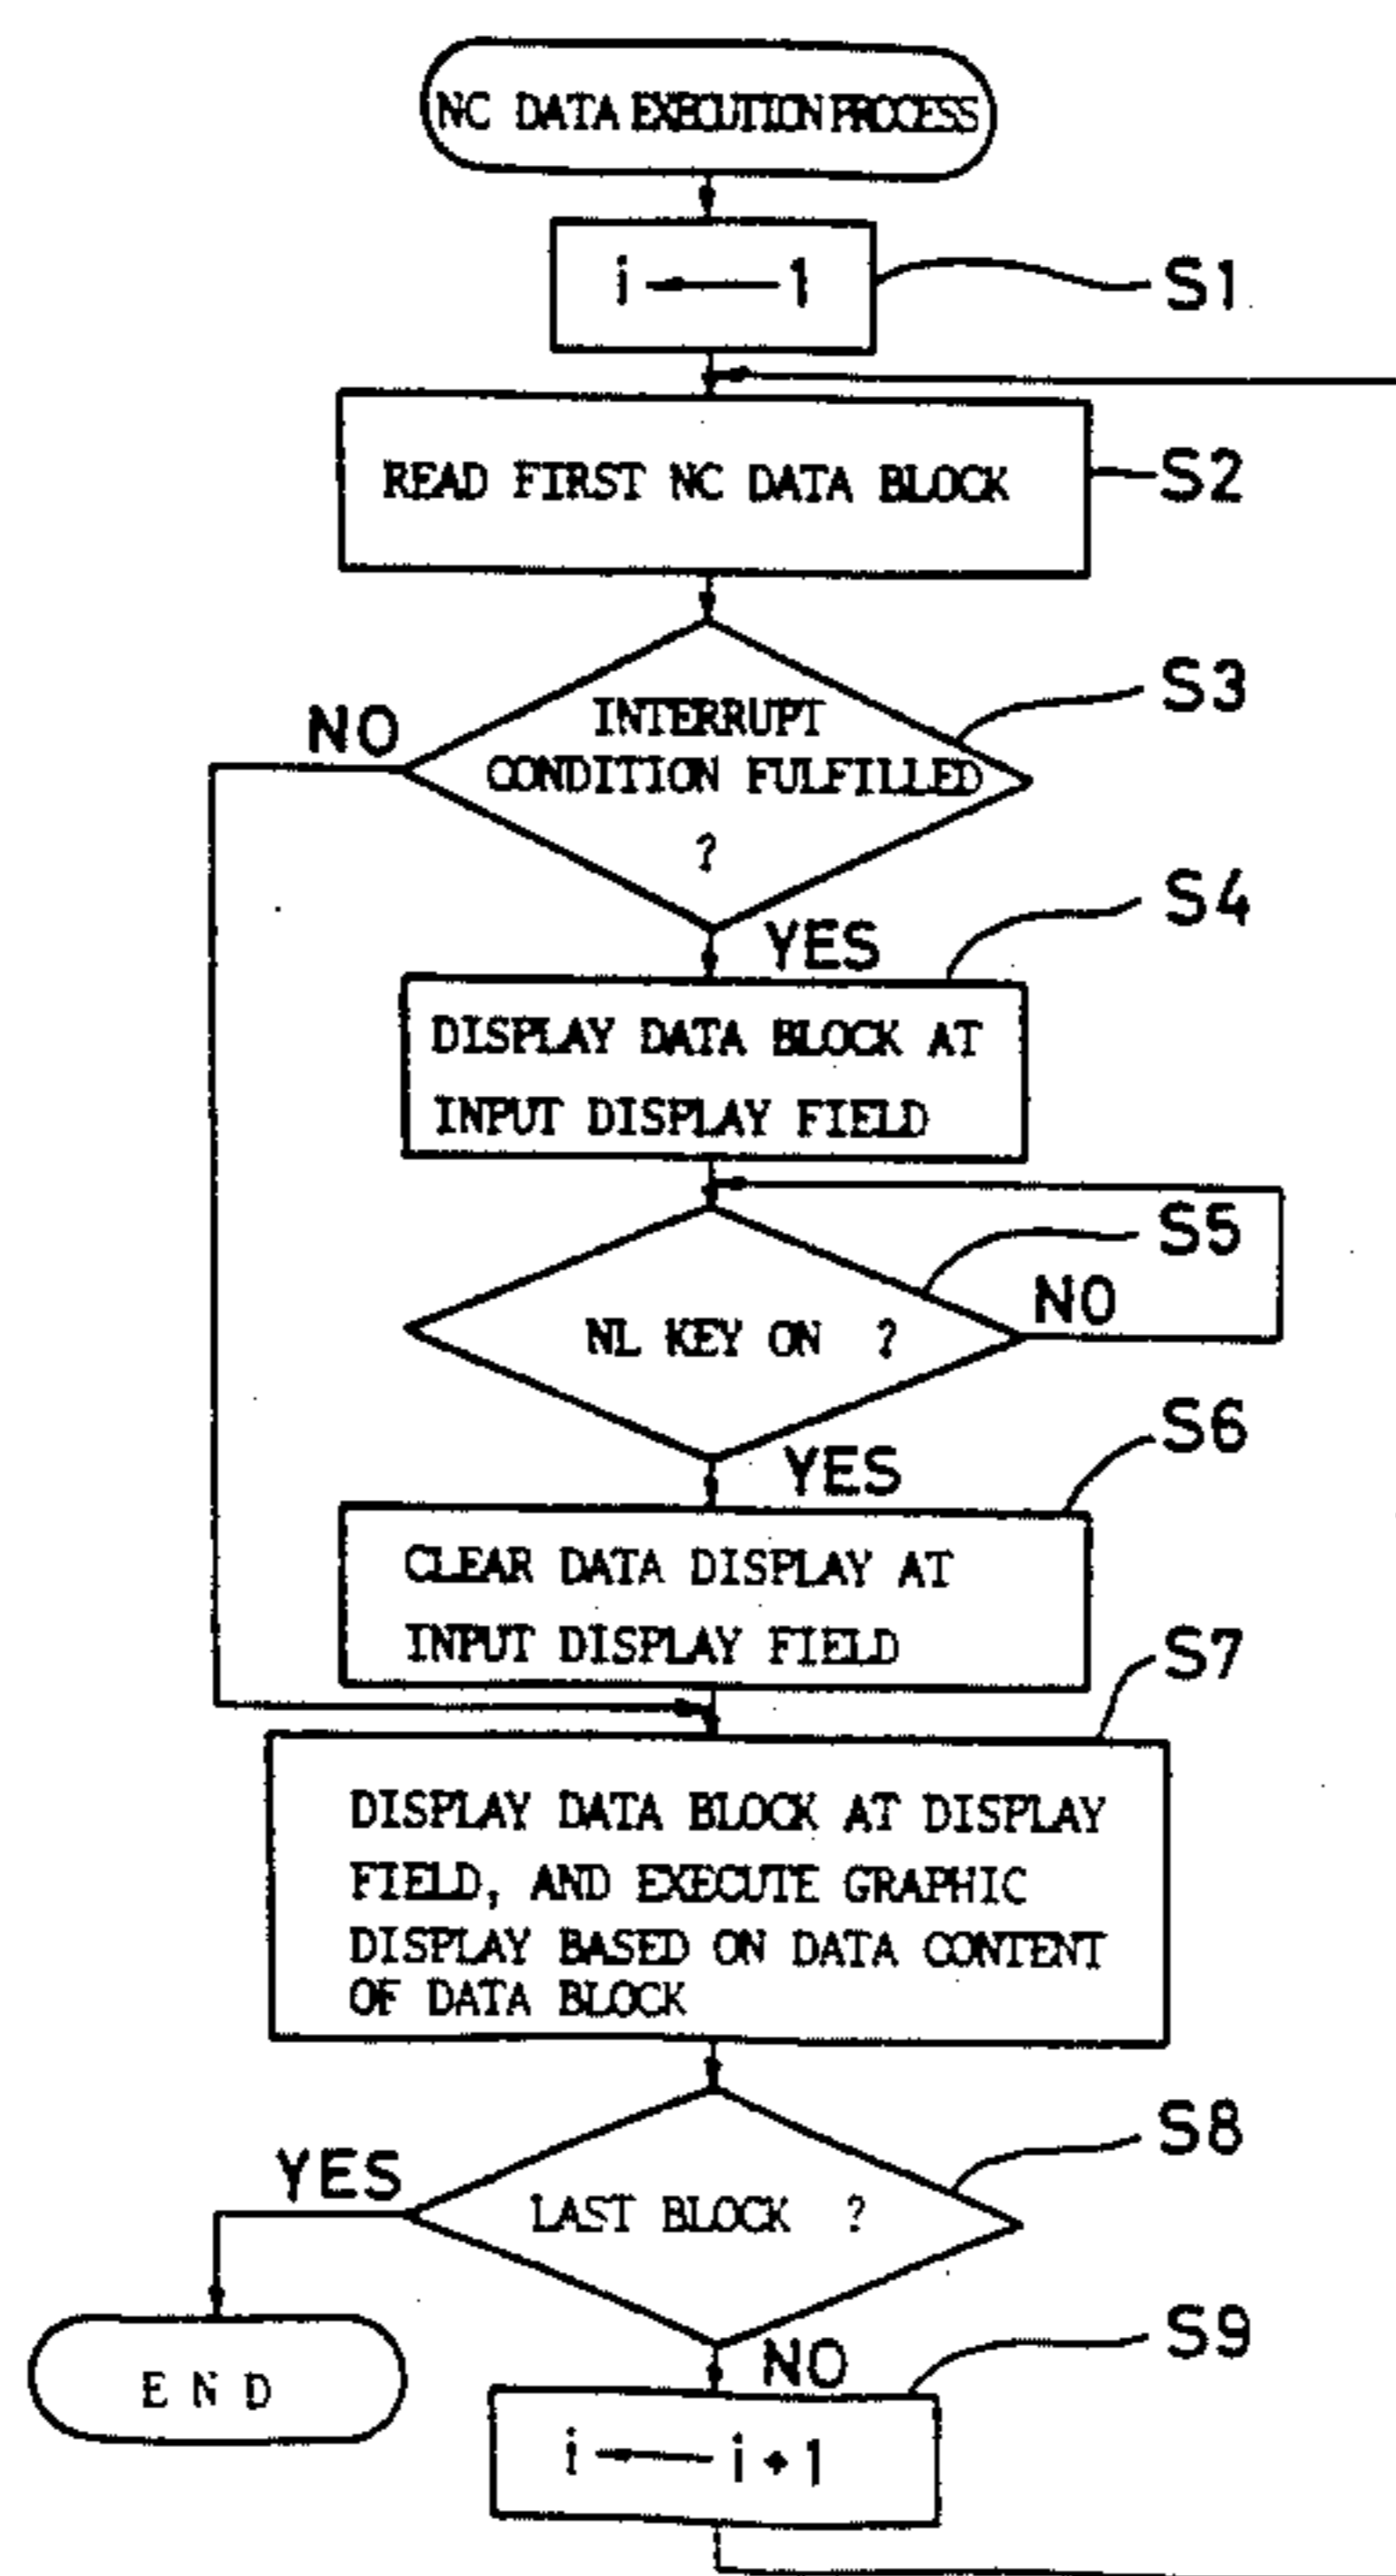 NC DATA EXECUTION PROCESS
i ← 1
S1
READ FIRST NC DATA BLOCK
S2
S3
NO
INTERRUPT
CONDITION FULFILLED
?
S4
YES
DISPLAY DATA BLOCK AT
INPUT DISPLAY FIELD
S5
NO
NL KEY ON ?
S6
YES
CLEAR DATA DISPLAY AT
INPUT DISPLAY FIELD
S7
DISPLAY DATA BLOCK AT DISPLAY
FIELD, AND EXECUTE GRAPHIC
DISPLAY BASED ON DATA CONTENT
OF DATA BLOCK
S8
YES
LAST BLOCK ?
S9
NO
END
i ← i + 1